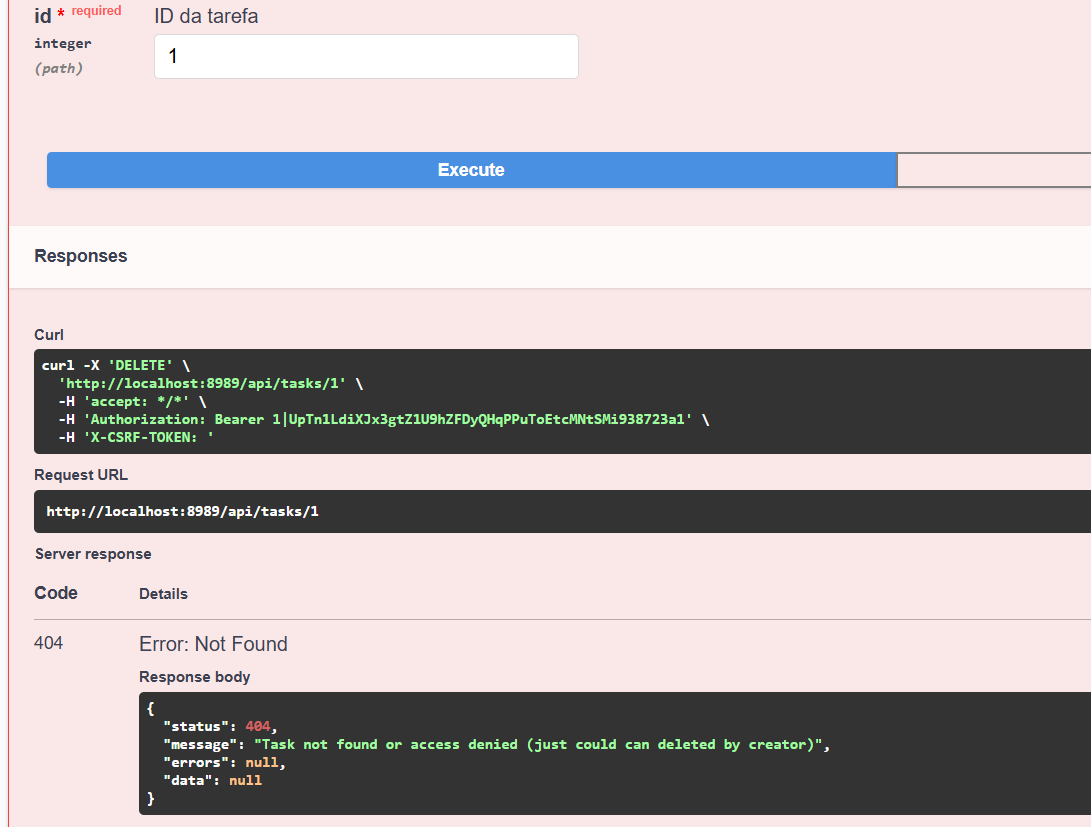 id * required
ID da tarefa
integer
(path)
1
Execute
Responses
Curl
curl -X 'DELETE' \
'http://localhost:8989/api/tasks/1' \
-H 'accept: */*' \
-H 'Authorization: Bearer 1|UpTn1LdiXJx3gtZ1U9hZFDyQHqPPuToEtcMNtSMi938723a1' \
-H 'X-CSRF-TOKEN: '
Request URL
http://localhost:8989/api/tasks/1
Server response
Code Details
404 Error: Not Found
Response body
{
"status": 404,
"message": "Task not found or access denied (just could can deleted by creator)",
"errors": null,
"data": null
}